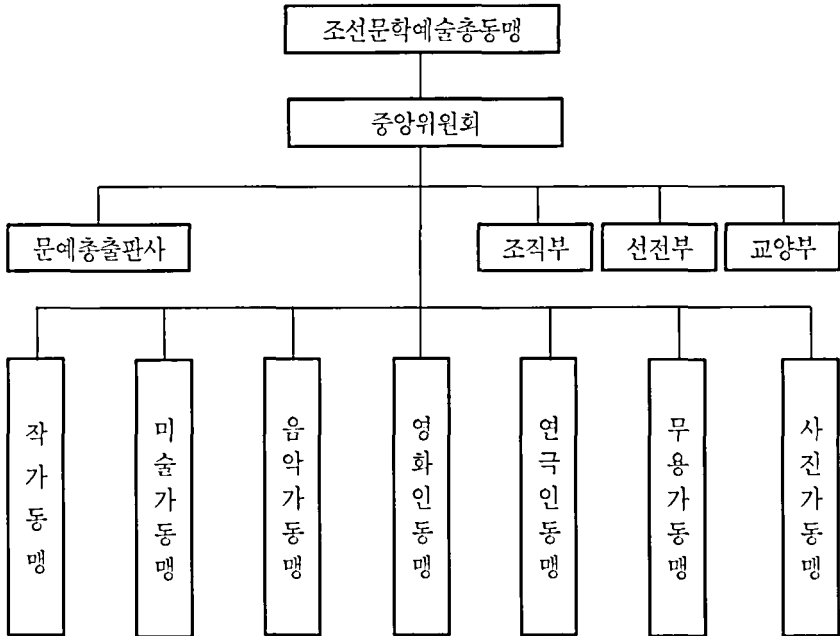 조선문학예술총동맹
중앙위원회
문예총출판사
조직부
선전부
교양부
작가동맹
미술가동맹
음악가동맹
영화인동맹
연극인동맹
무용가동맹
사진가동맹